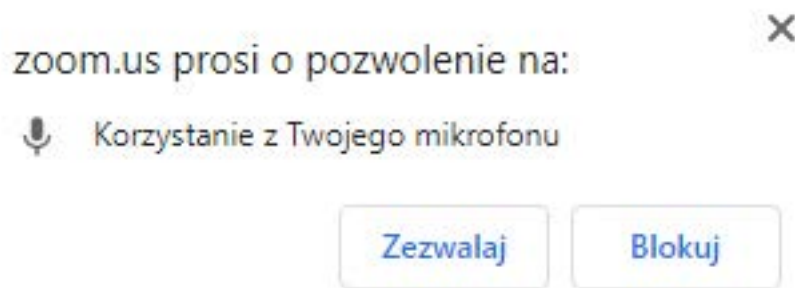 zoom.us prosi o pozwolenie na:
Korzystanie z Twojego mikrofonu
Zezwalaj Blokuj